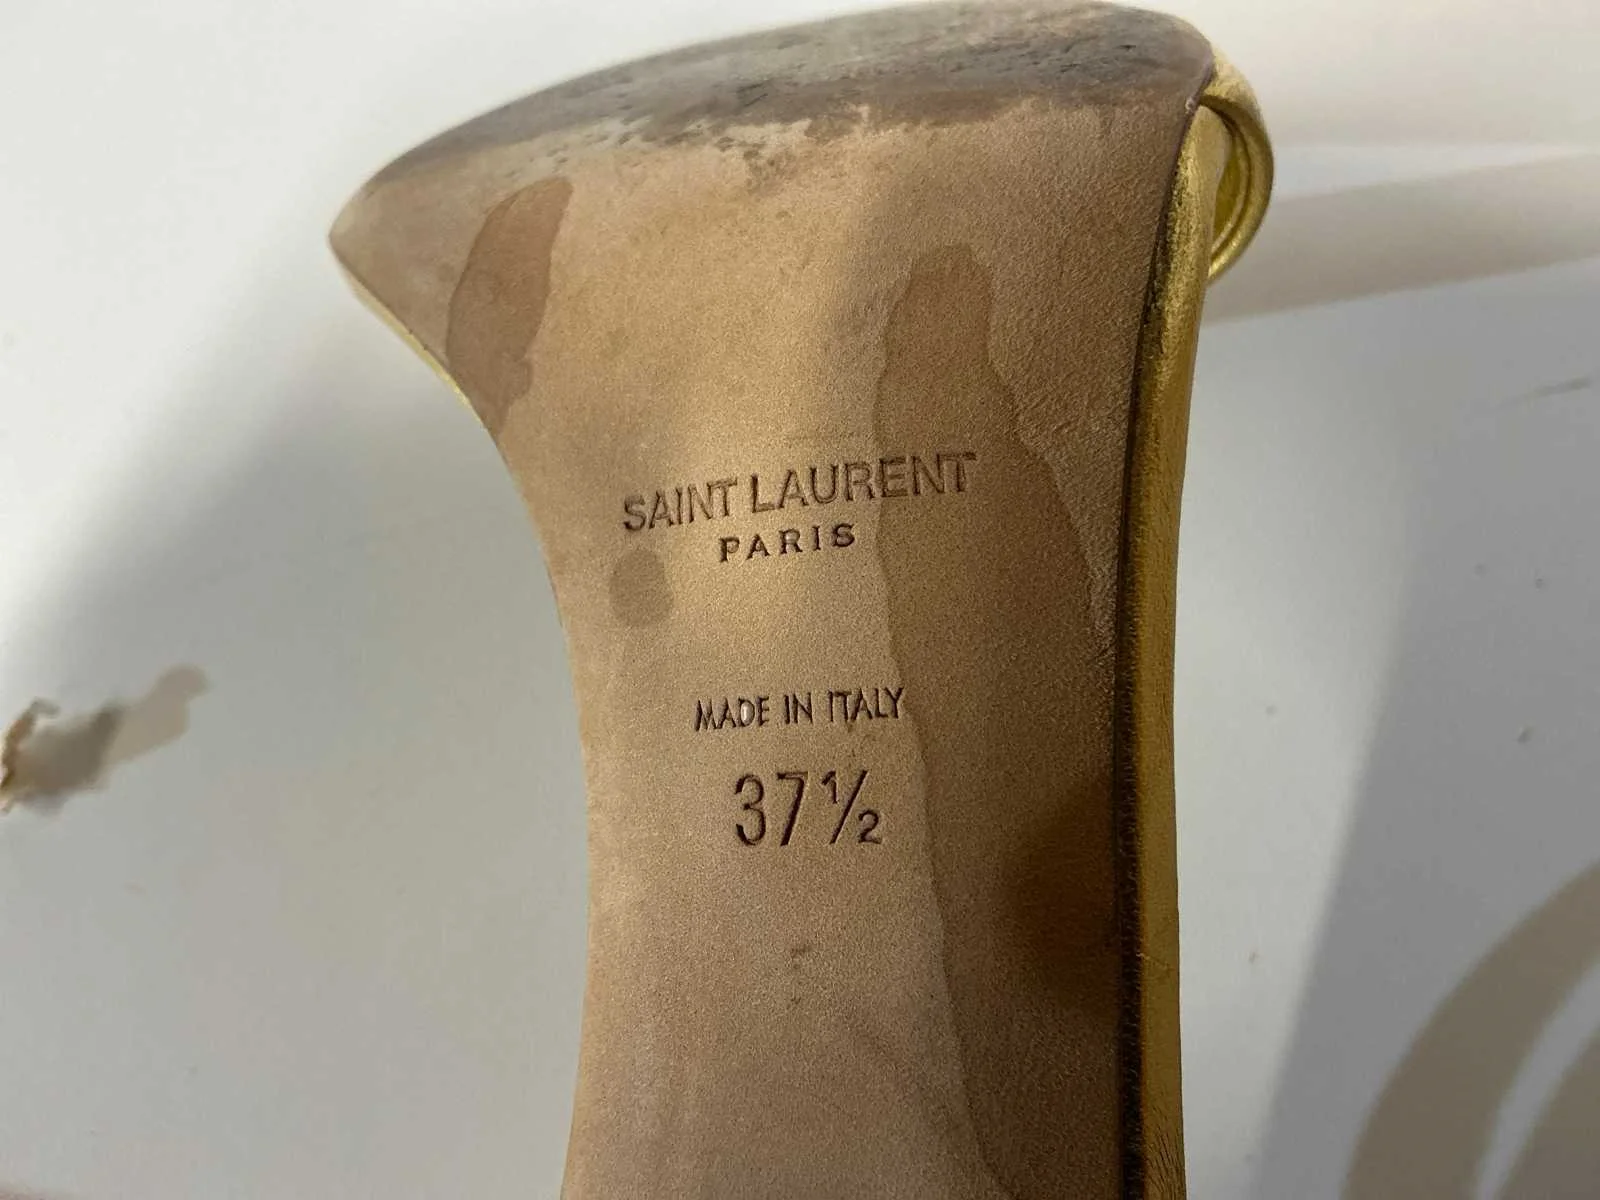 SAINT LAURENT
PARIS
MADE IN ITALY
37½